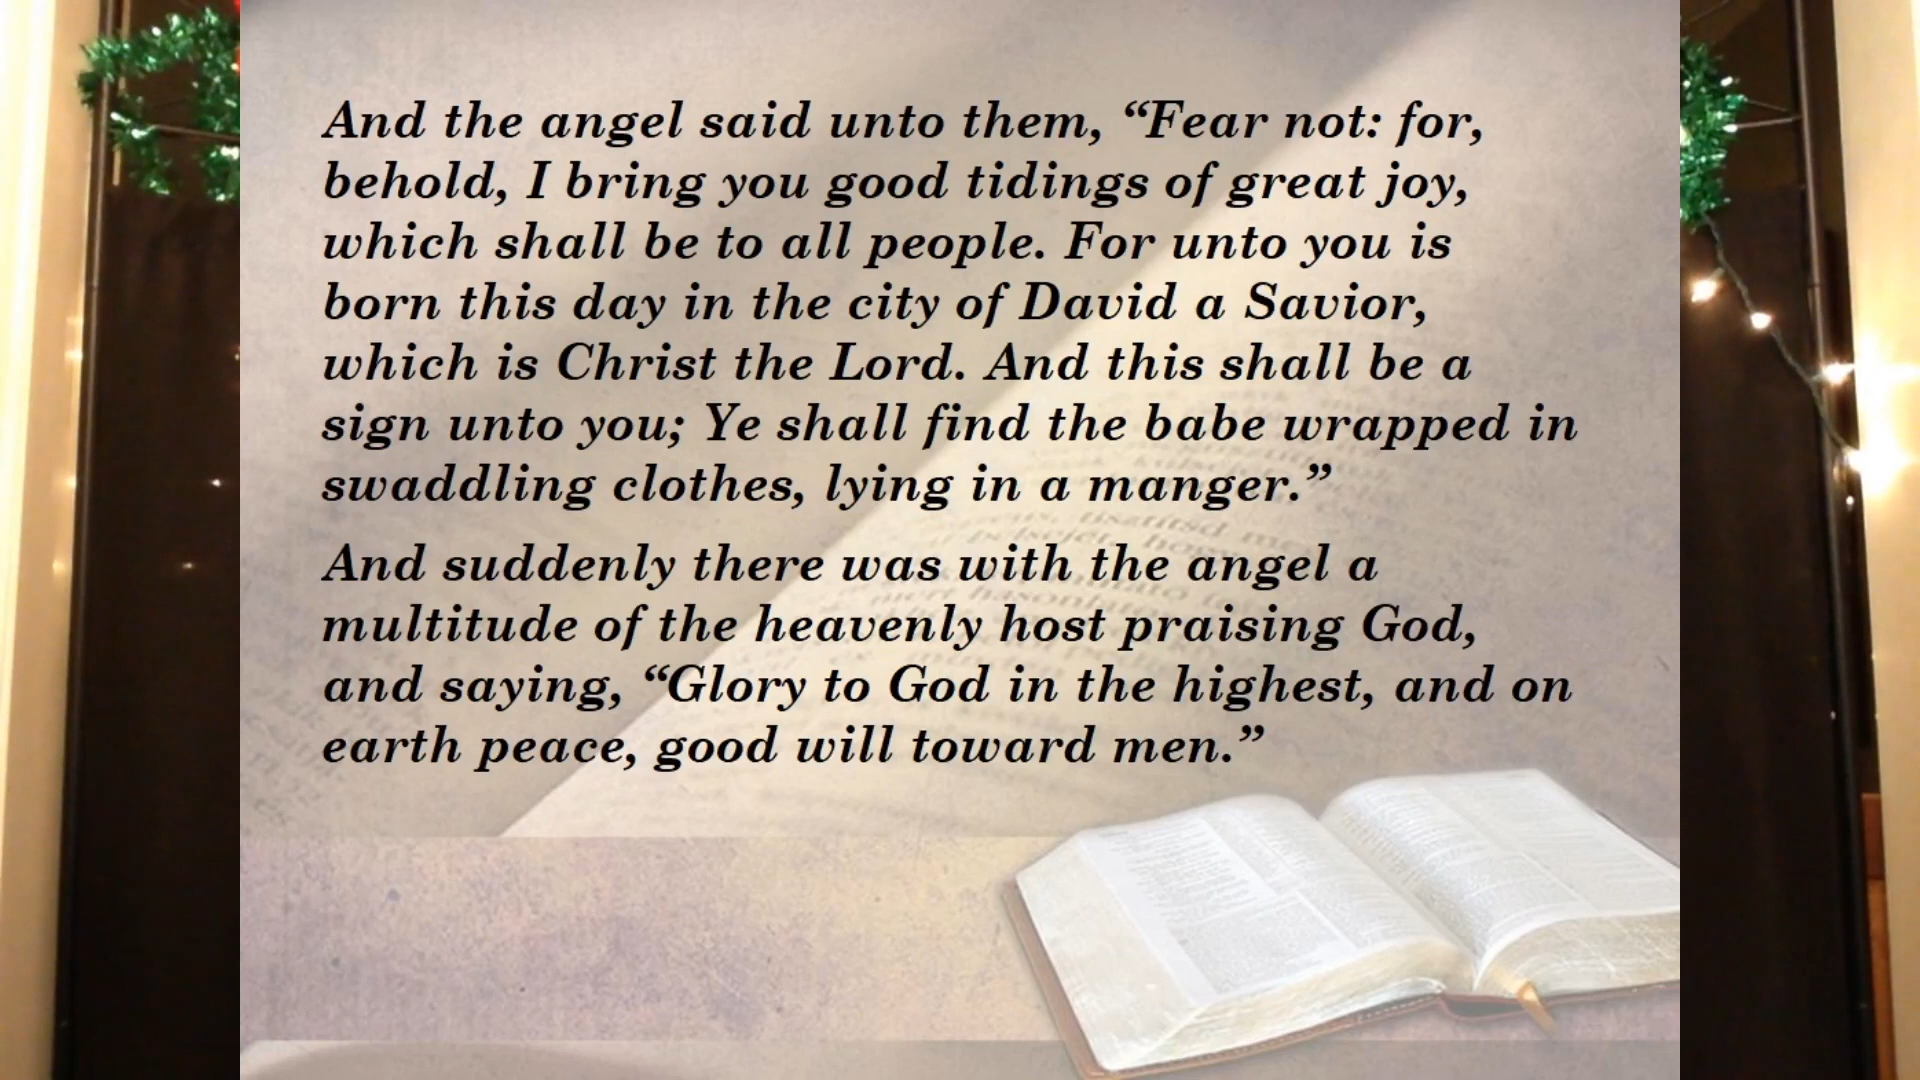 And the angel said unto them, “Fear not: for,
behold, I bring you good tidings of great joy,
which shall be to all people. For unto you is
born this day in the city of David a Savior,
which is Christ the Lord. And this shall be a
sign unto you; Ye shall find the babe wrapped in
swaddling clothes, lying in a manger.”
And suddenly there was with the angel a
multitude of the heavenly host praising God,
and saying, “Glory to God in the highest, and on
earth peace, good will toward men.”